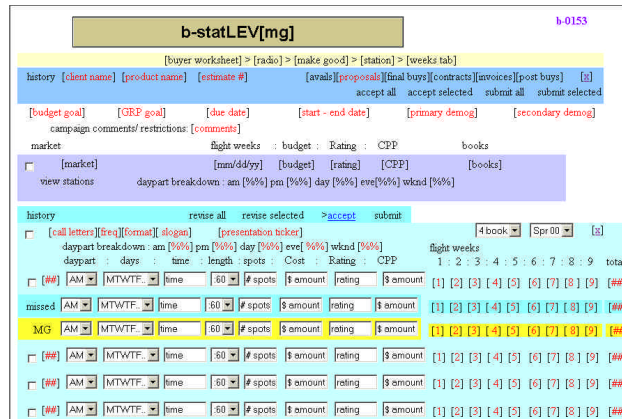 b-statLEV[mg]
b-0153
[buyer worksheet] > [radio] > [make good] > [station] > [weeks tab]
history [client name] [product name] [estimate #] [avails][proposals][final buys][contracts][invoices][post buys] [x]
accept all accept selected submit all submit selected
[budget goal] [GRP goal] [due date] [start - end date] [primary demog] [secondary demog]
campaign comments/ restrictions: [comments]
market flight weeks : budget : Rating : CPP books
[market] [mm/dd/yy] [budget] [rating] [CPP] [books]
view stations daypart breakdown : am [%%] pm [%%] day [%%] eve[%%] wknd [%%]
history revise all revise selected >accept submit
[call letters][freq][format][ slogan] [presentation ticker] 4 book Spr 00 [x]
daypart breakdown : am [%%] pm [%%] day [%%] eve[ %%] wknd [%%] flight weeks
daypart : days : time : length : spots : Cost : Rating : CPP 1 : 2 : 3 : 4 : 5 : 6 : 7 : 8 : 9 tota
[##] AM MTWTF.. time :60 # spots $ amount rating $ amount [1] [2] [3] [4] [5] [6] [7] [8] [9] [##
missed AM MTWTF.. time :60 # spots $ amount rating $ amount [1] [2] [3] [4] [5] [6] [7] [8] [9] [##
MG AM MTWTF.. time :60 # spots $ amount rating $ amount [1] [2] [3] [4] [5] [6] [7] [8] [9] [##
[##] AM MTWTF.. time :60 # spots $ amount rating $ amount [1] [2] [3] [4] [5] [6] [7] [8] [9] [##
[##] AM MTWTF.. time :60 # spots $ amount rating $ amount [1] [2] [3] [4] [5] [6] [7] [8] [9] [##
[##] AM MTWTF.. time :60 # spots $ amount rating $ amount [1] [2] [3] [4] [5] [6] [7] [8] [9] [##